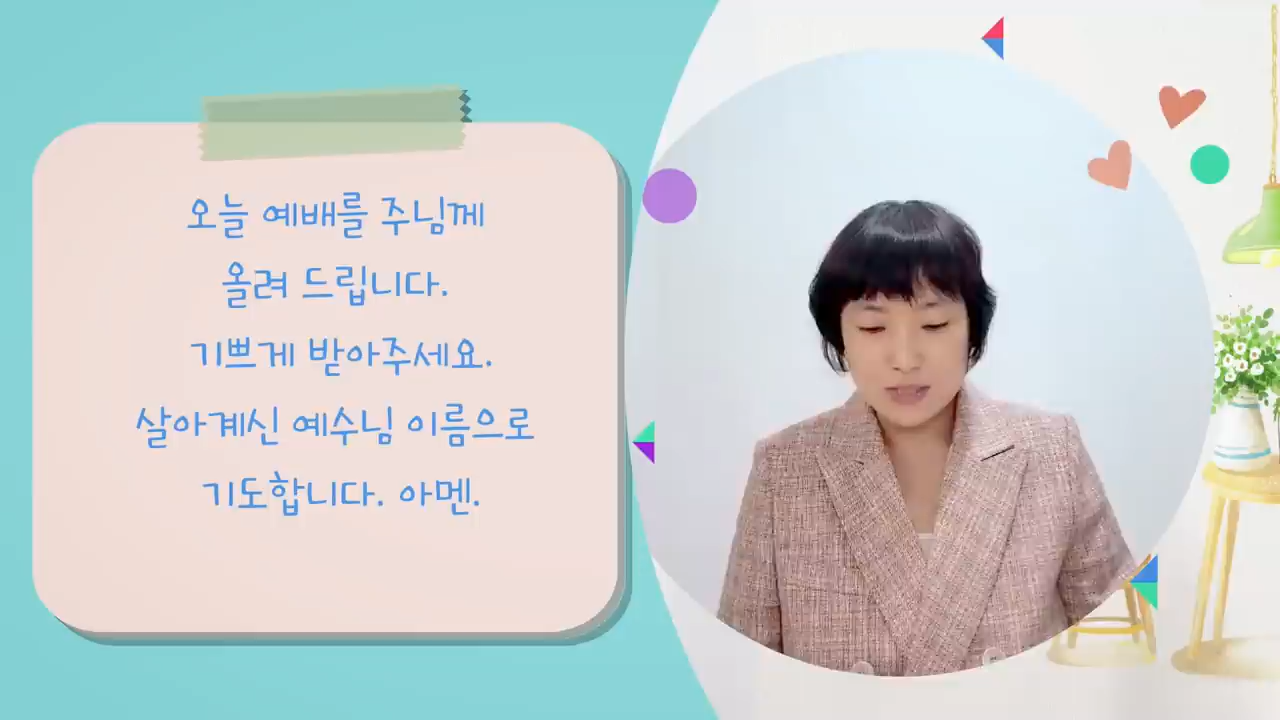 오늘 예배를 주님께
올려 드립니다.
기쁘게 받아주세요.
살아계신 예수님 이름으로
기도합니다. 아멘.